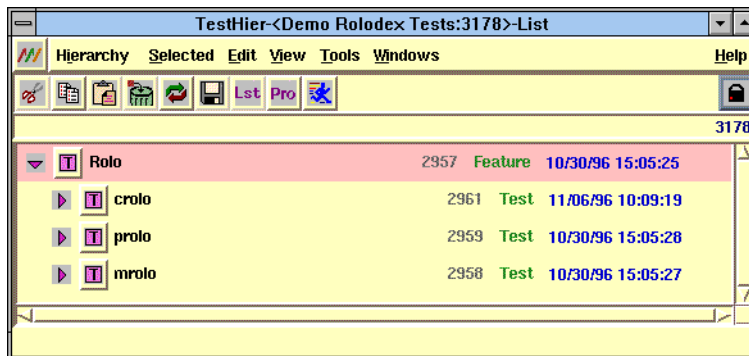 TestHier-<Demo Rolodex Tests:3178>-List
Hierarchy Selected Edit View Tools Windows Help
Lst Pro
3178
T Rolo 2957 Feature 10/30/96 15:05:25
T crolo 2961 Test 11/06/96 10:09:19
T prolo 2959 Test 10/30/96 15:05:28
T mrolo 2958 Test 10/30/96 15:05:27